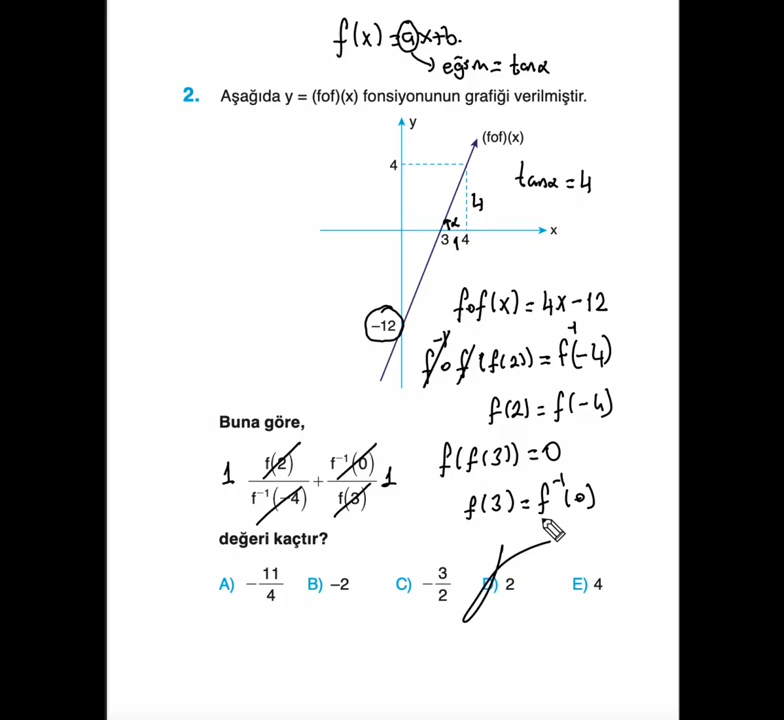 f(x) = ax+b.
eğim = tanα
2. Aşağıda y = (fof)(x) fonsiyonunun grafiği verilmiştir.
y
(fof)(x)
4
tanα = 4
4
α
x
3 1 4
fof(x) = 4x-12
-12
f⁻¹of(f(2)) = f⁻¹(-4)
f(2) = f(-4)
Buna göre,
f(f(3)) = 0
1 f(2)/f⁻¹(-4) + f⁻¹(0)/f(3) 1
f(3) = f⁻¹(0)
değeri kaçtır?
A) -11/4 B) -2 C) -3/2 D) 2 E) 4